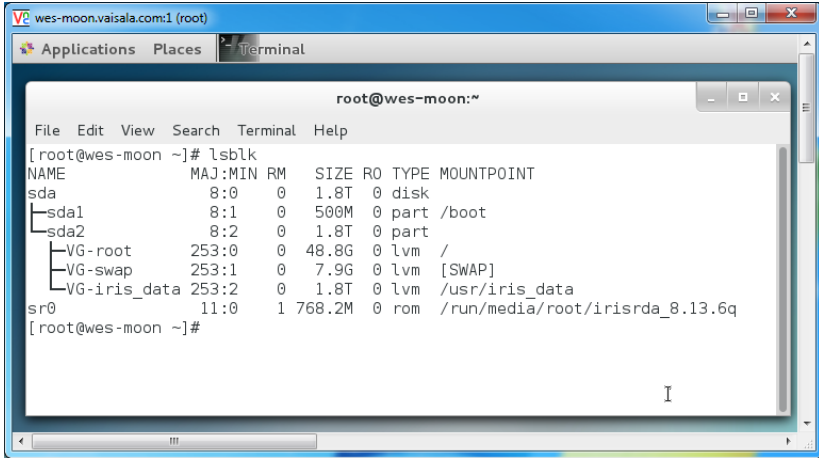 wes-moon.vaisala.com:1 (root)
Applications Places Terminal
root@wes-moon:~
File Edit View Search Terminal Help
[root@wes-moon ~]# lsblk
NAME MAJ:MIN RM SIZE RO TYPE MOUNTPOINT
sda 8:0 0 1.8T 0 disk
├─sda1 8:1 0 500M 0 part /boot
└─sda2 8:2 0 1.8T 0 part
├─VG-root 253:0 0 48.8G 0 lvm /
├─VG-swap 253:1 0 7.9G 0 lvm [SWAP]
└─VG-iris_data 253:2 0 1.8T 0 lvm /usr/iris_data
sr0 11:0 1 768.2M 0 rom /run/media/root/irisrda_8.13.6q
[root@wes-moon ~]#